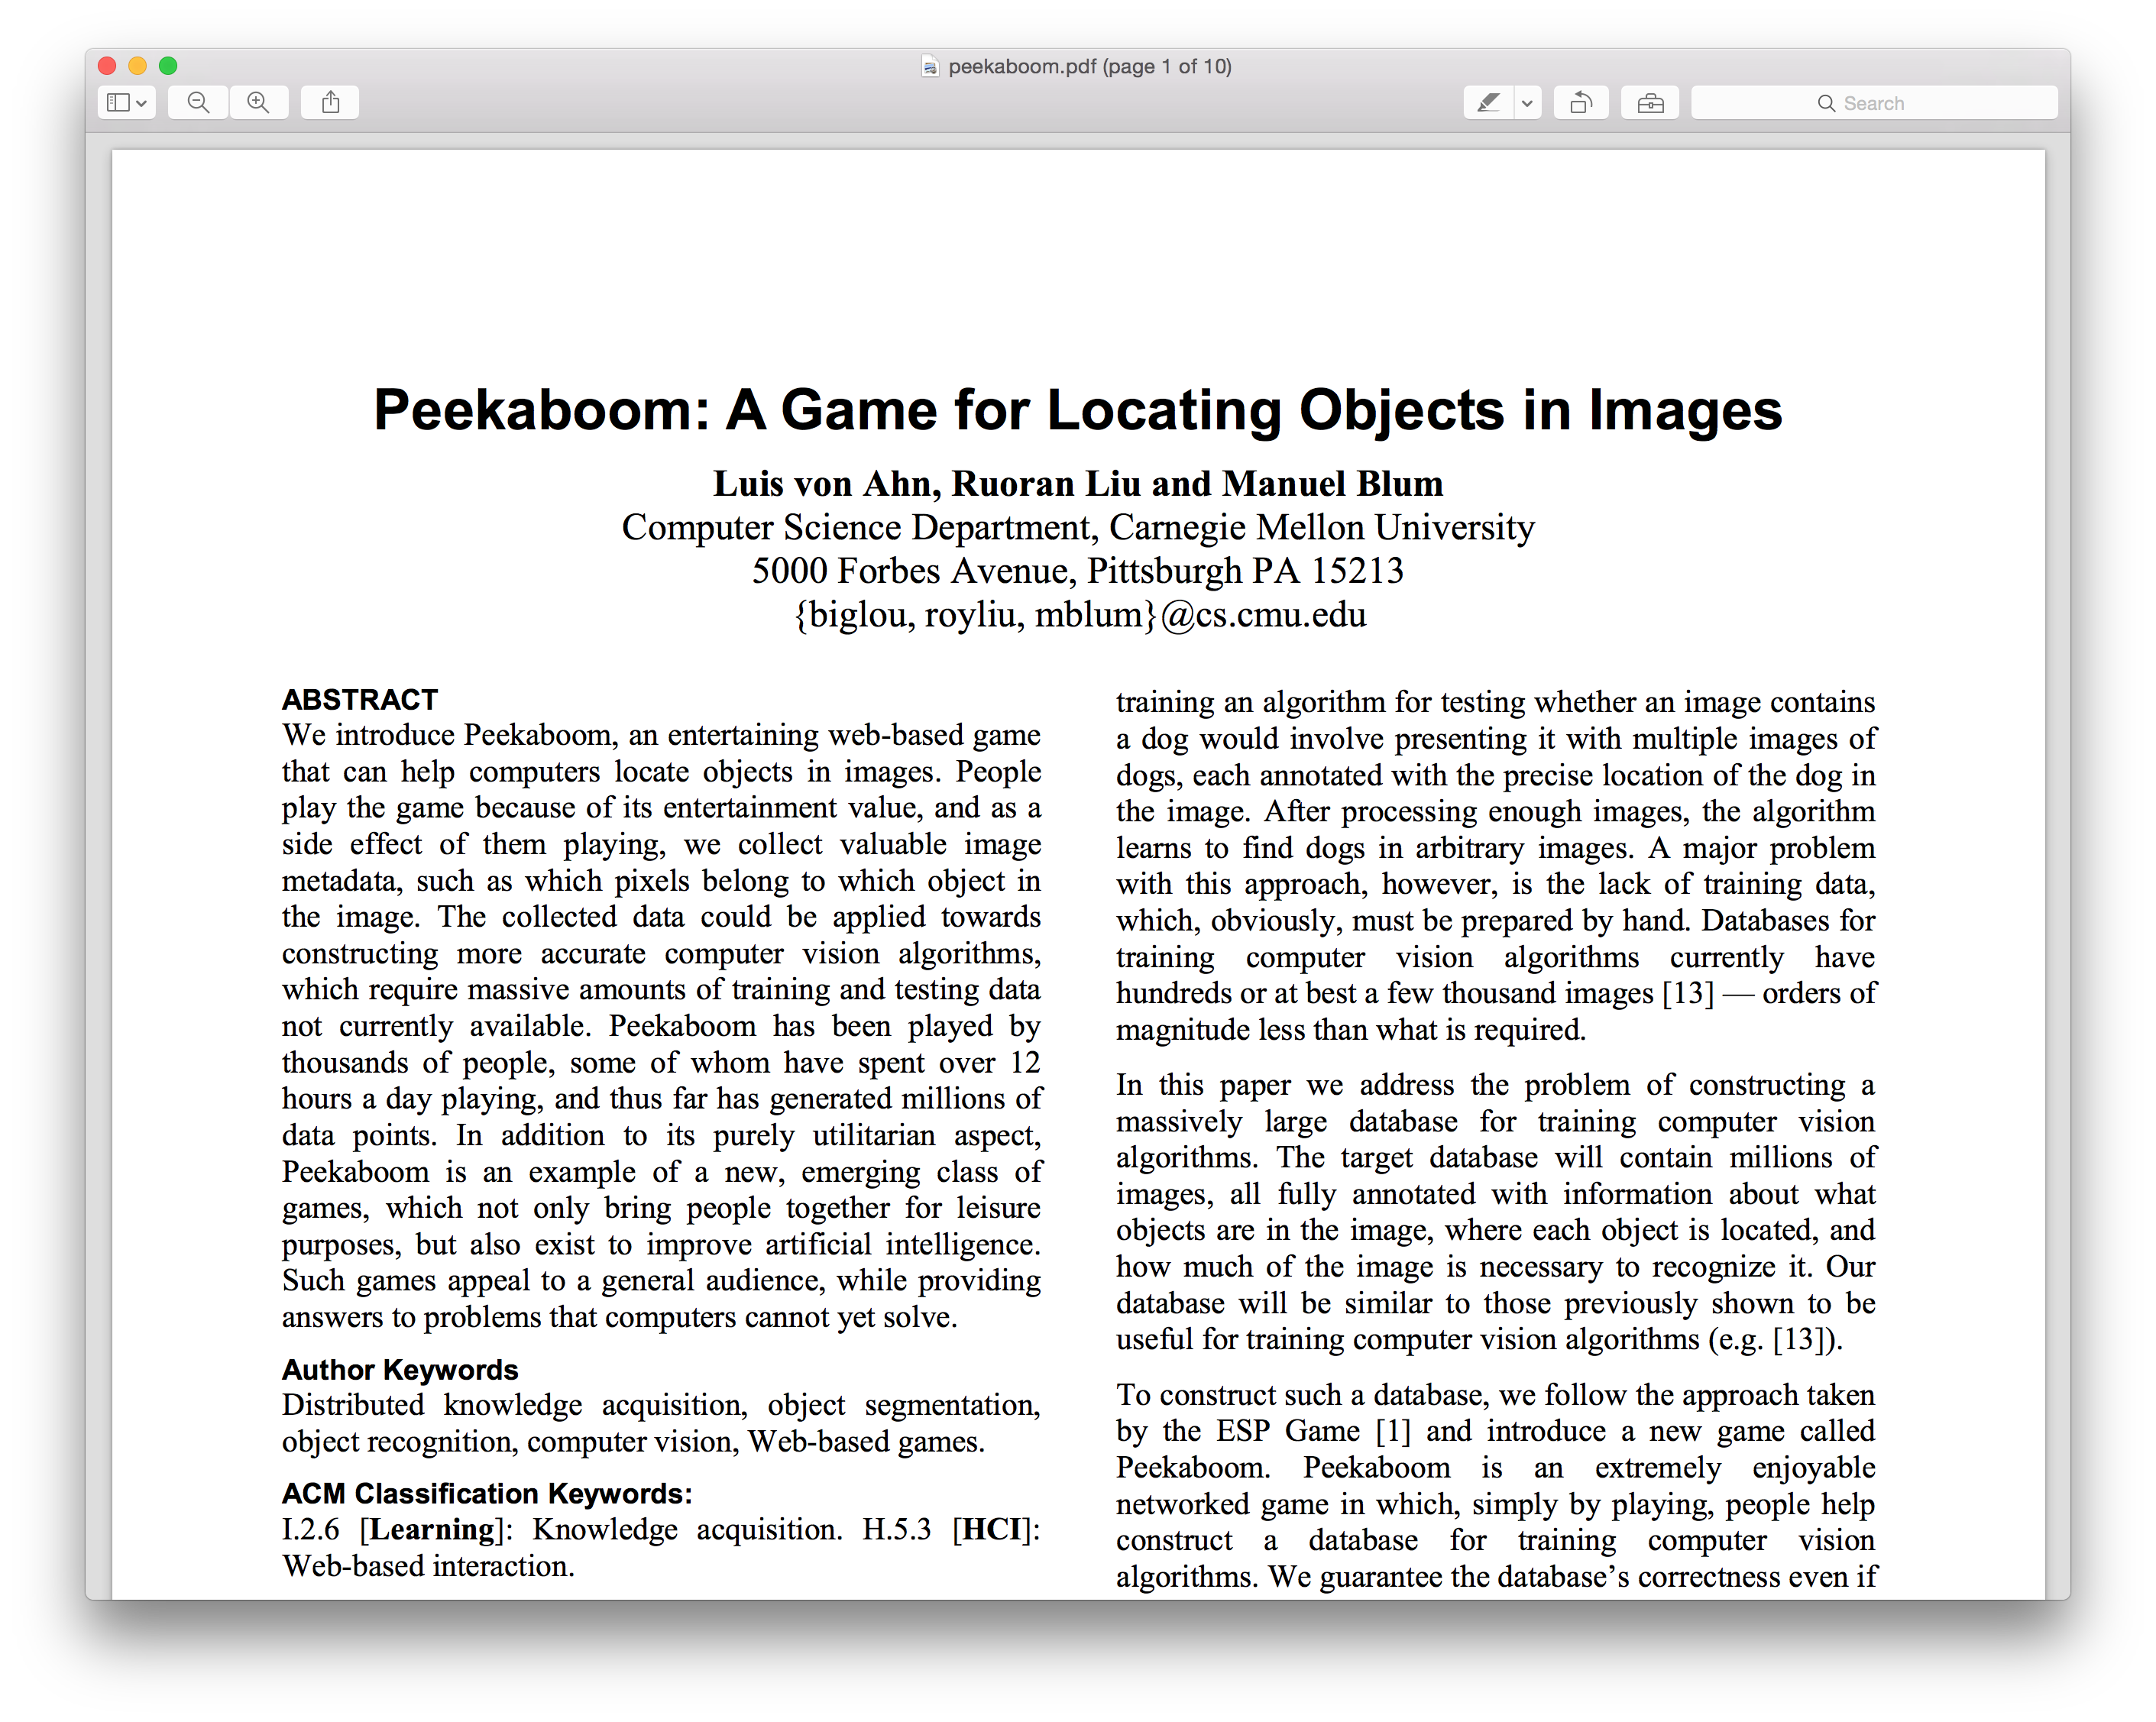 peekaboom.pdf (page 1 of 10)
Search
Peekaboom: A Game for Locating Objects in Images
Luis von Ahn, Ruoran Liu and Manuel Blum
Computer Science Department, Carnegie Mellon University
5000 Forbes Avenue, Pittsburgh PA 15213
{biglou, royliu, mblum}@cs.cmu.edu
ABSTRACT
We introduce Peekaboom, an entertaining web-based game
that can help computers locate objects in images. People
play the game because of its entertainment value, and as a
side effect of them playing, we collect valuable image
metadata, such as which pixels belong to which object in
the image. The collected data could be applied towards
constructing more accurate computer vision algorithms,
which require massive amounts of training and testing data
not currently available. Peekaboom has been played by
thousands of people, some of whom have spent over 12
hours a day playing, and thus far has generated millions of
data points. In addition to its purely utilitarian aspect,
Peekaboom is an example of a new, emerging class of
games, which not only bring people together for leisure
purposes, but also exist to improve artificial intelligence.
Such games appeal to a general audience, while providing
answers to problems that computers cannot yet solve.
Author Keywords
Distributed knowledge acquisition, object segmentation,
object recognition, computer vision, Web-based games.
ACM Classification Keywords:
I.2.6 [Learning]: Knowledge acquisition. H.5.3 [HCI]:
Web-based interaction.
training an algorithm for testing whether an image contains
a dog would involve presenting it with multiple images of
dogs, each annotated with the precise location of the dog in
the image. After processing enough images, the algorithm
learns to find dogs in arbitrary images. A major problem
with this approach, however, is the lack of training data,
which, obviously, must be prepared by hand. Databases for
training computer vision algorithms currently have
hundreds or at best a few thousand images [13] — orders of
magnitude less than what is required.
In this paper we address the problem of constructing a
massively large database for training computer vision
algorithms. The target database will contain millions of
images, all fully annotated with information about what
objects are in the image, where each object is located, and
how much of the image is necessary to recognize it. Our
database will be similar to those previously shown to be
useful for training computer vision algorithms (e.g. [13]).
To construct such a database, we follow the approach taken
by the ESP Game [1] and introduce a new game called
Peekaboom. Peekaboom is an extremely enjoyable
networked game in which, simply by playing, people help
construct a database for training computer vision
algorithms. We guarantee the database’s correctness even if